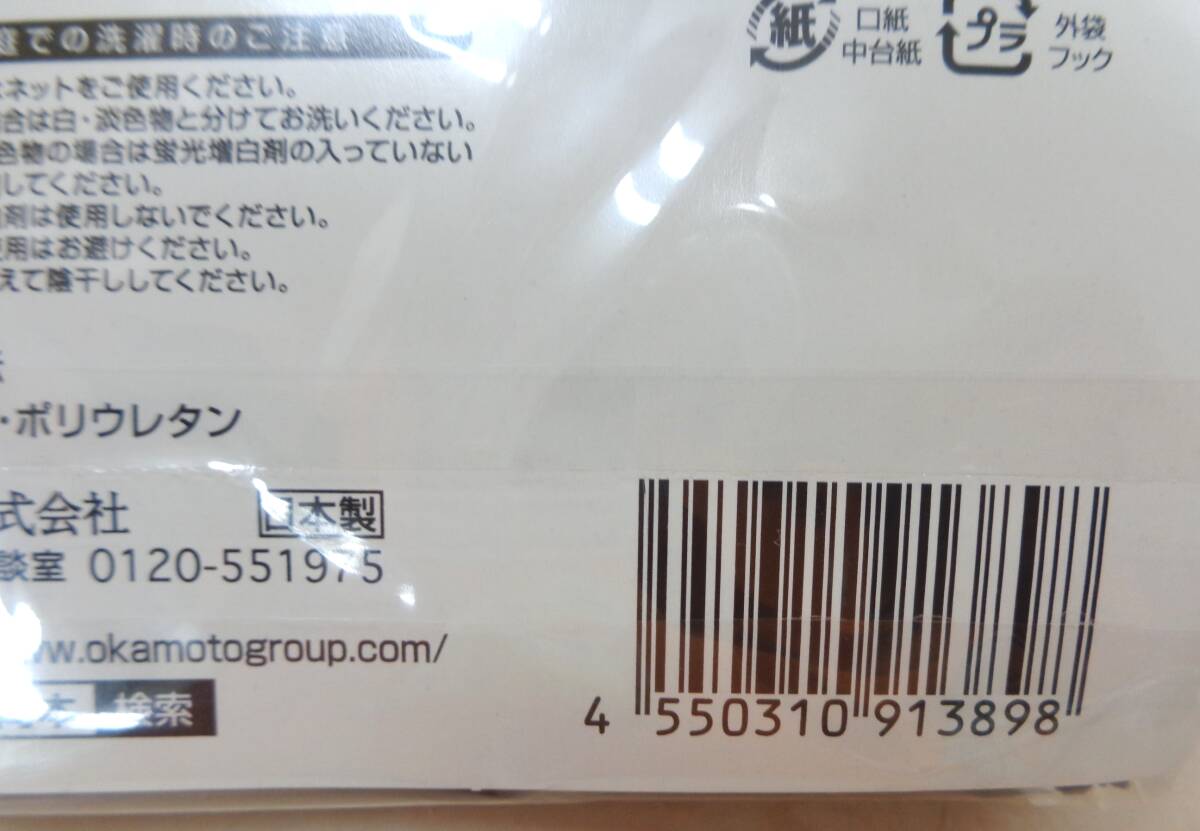 庭での洗濯時のご注意
ネットをご使用ください。
合は白・淡色物と分けてお洗いください。
色物の場合は蛍光増白剤の入っていない
してください。
剤は使用しないでください。
使用はお避けください。
えて陰干ししてください。
紙
口紙
中台紙
プラ
外袋
フック
・ポリウレタン
式会社
日本製
談室 0120-551975
www.okamotogroup.com/
検索
4 550310 913898